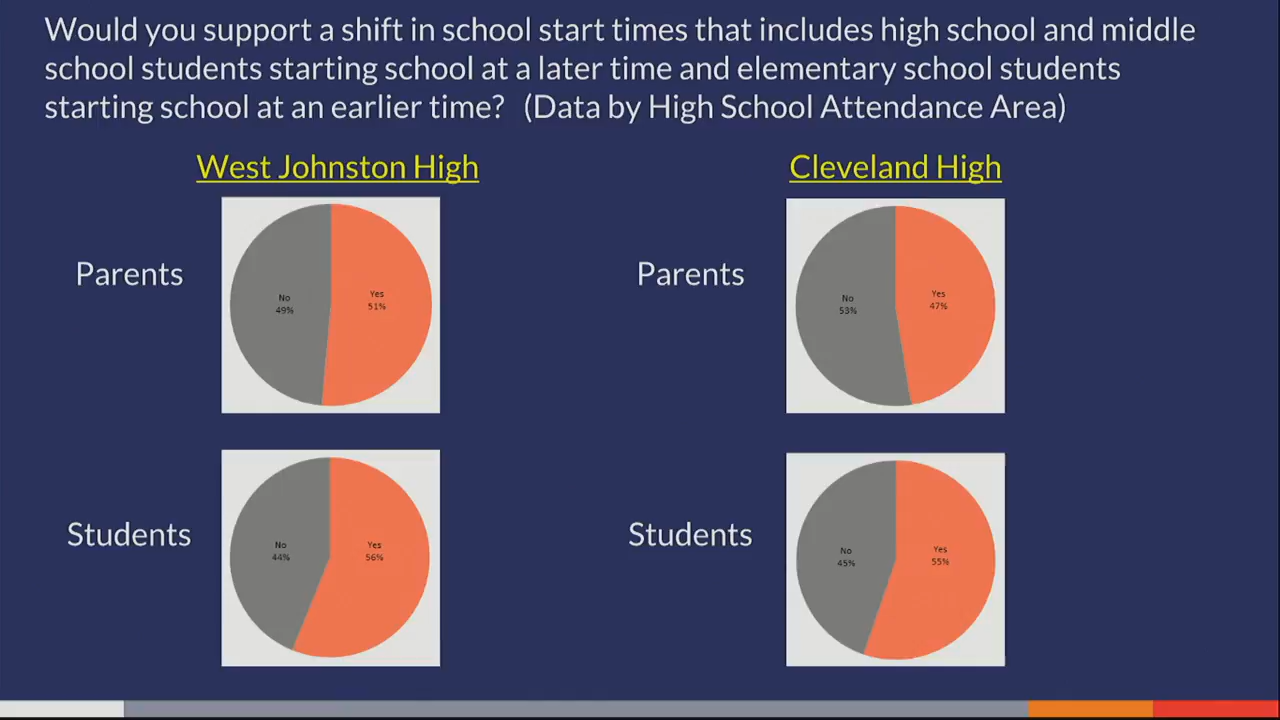 Would you support a shift in school start times that includes high school and middle
school students starting school at a later time and elementary school students
starting school at an earlier time?  (Data by High School Attendance Area)
West Johnston High
Cleveland High
Parents
No
49%
Yes
51%
Parents
No
53%
Yes
47%
Students
No
44%
Yes
56%
Students
No
45%
Yes
55%